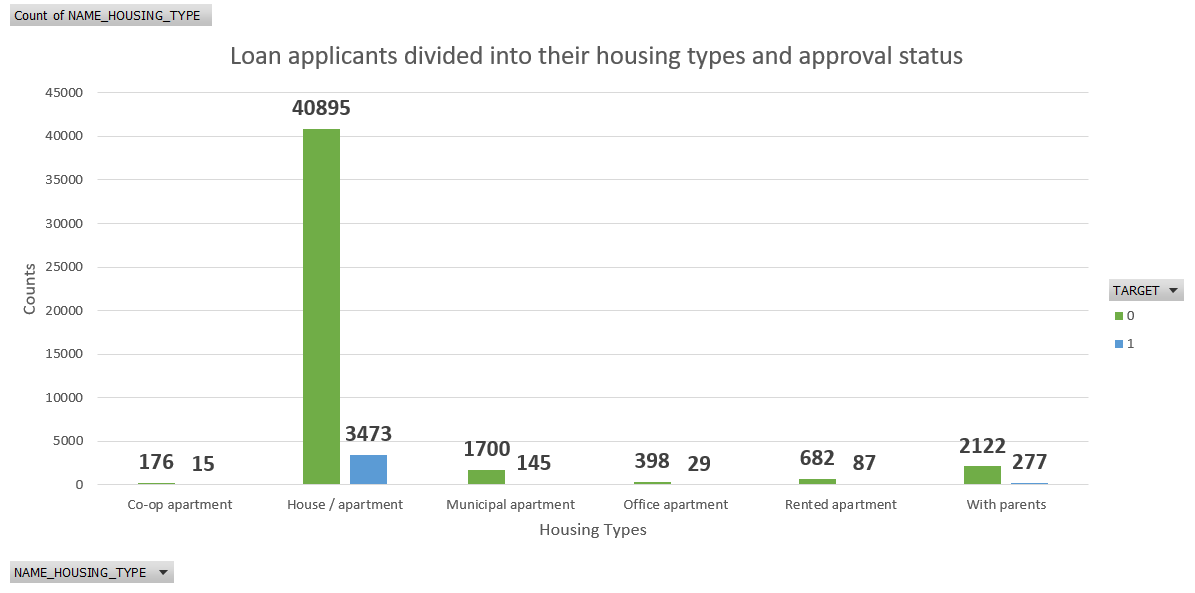 Count of NAME_HOUSING_TYPE
Loan applicants divided into their housing types and approval status
45000
40000
35000
30000
25000
20000
15000
10000
5000
0
Counts
40895
3473
176
15
1700
145
398
29
682
87
2122
277
Co-op apartment
House / apartment
Municipal apartment
Office apartment
Rented apartment
With parents
Housing Types
TARGET
0
1
NAME_HOUSING_TYPE